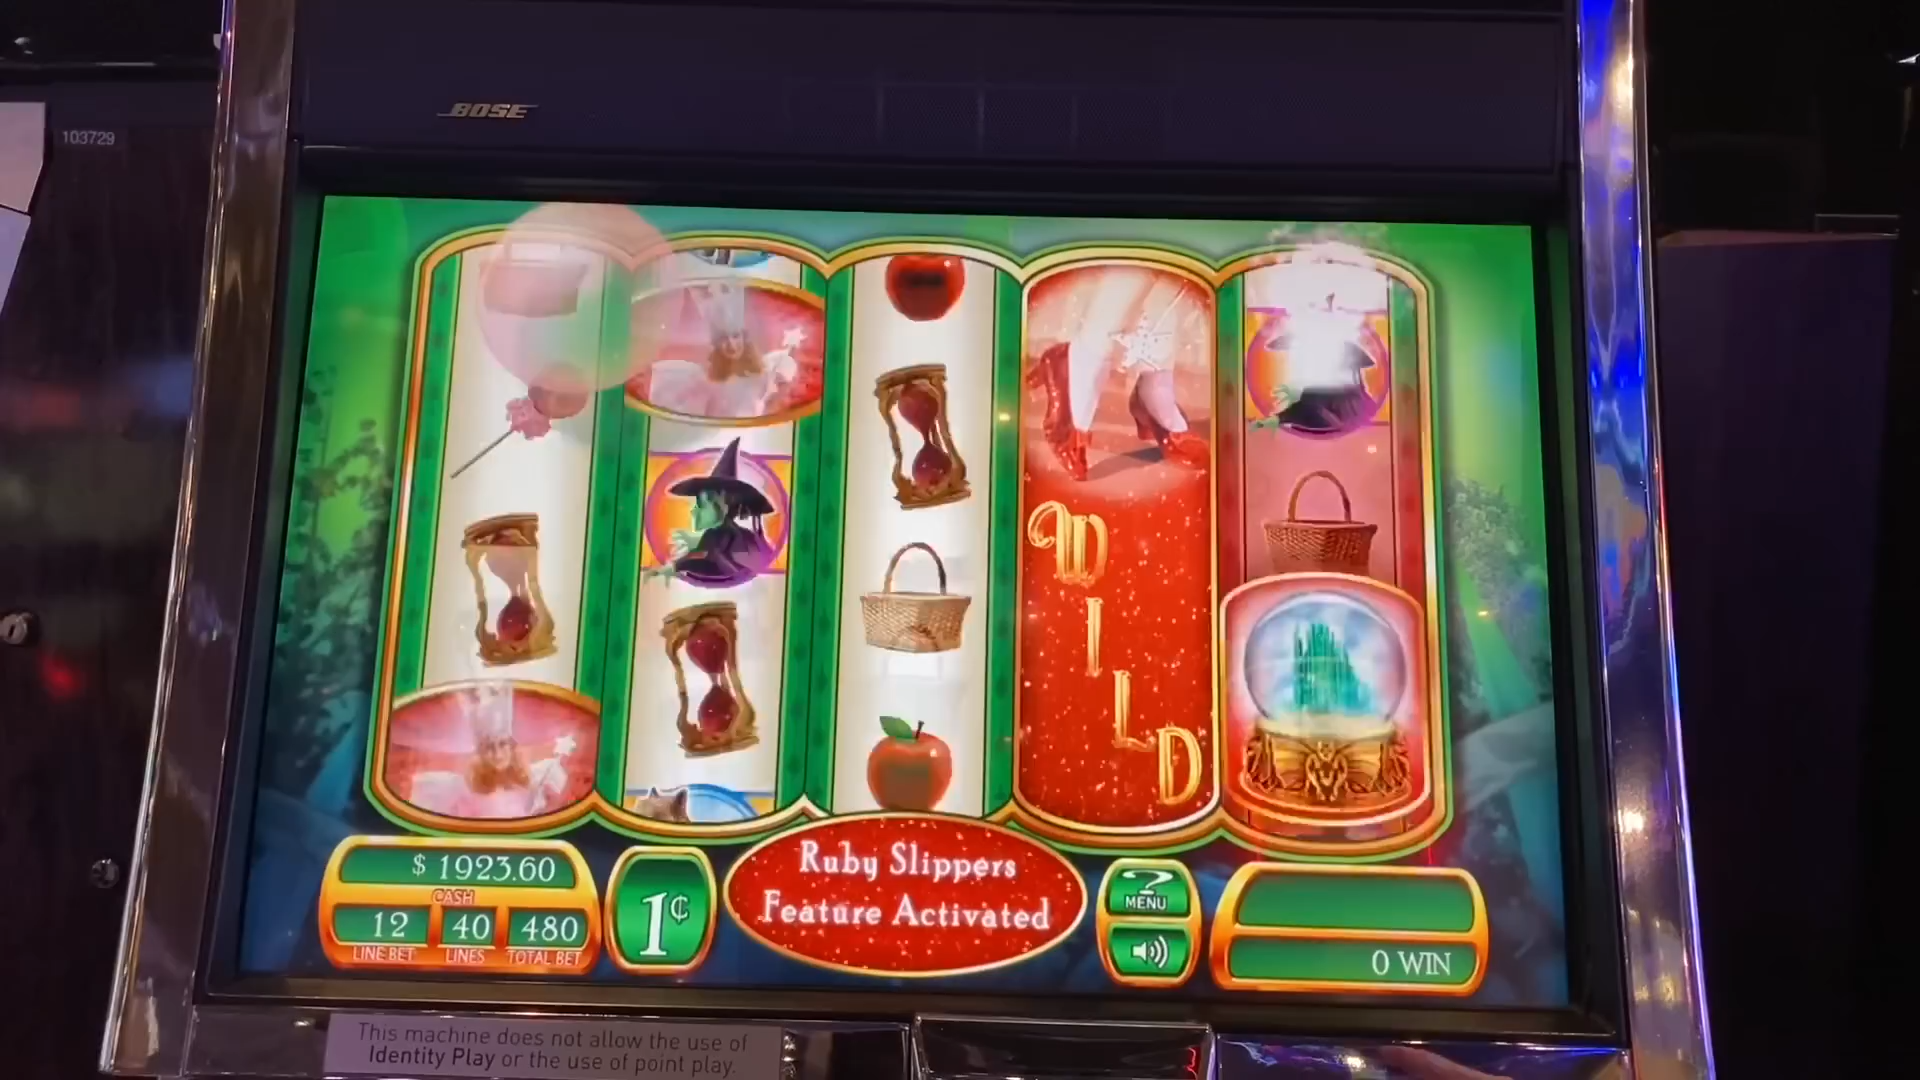 BOSE
103729
WILD
Ruby Slippers
Feature Activated
$ 1923.60
CASH
12 40 480
LINE BET LINES TOTAL BET
1¢
?
MENU
0 WIN
This machine does not allow the use of
Identity Play or the use of point play.